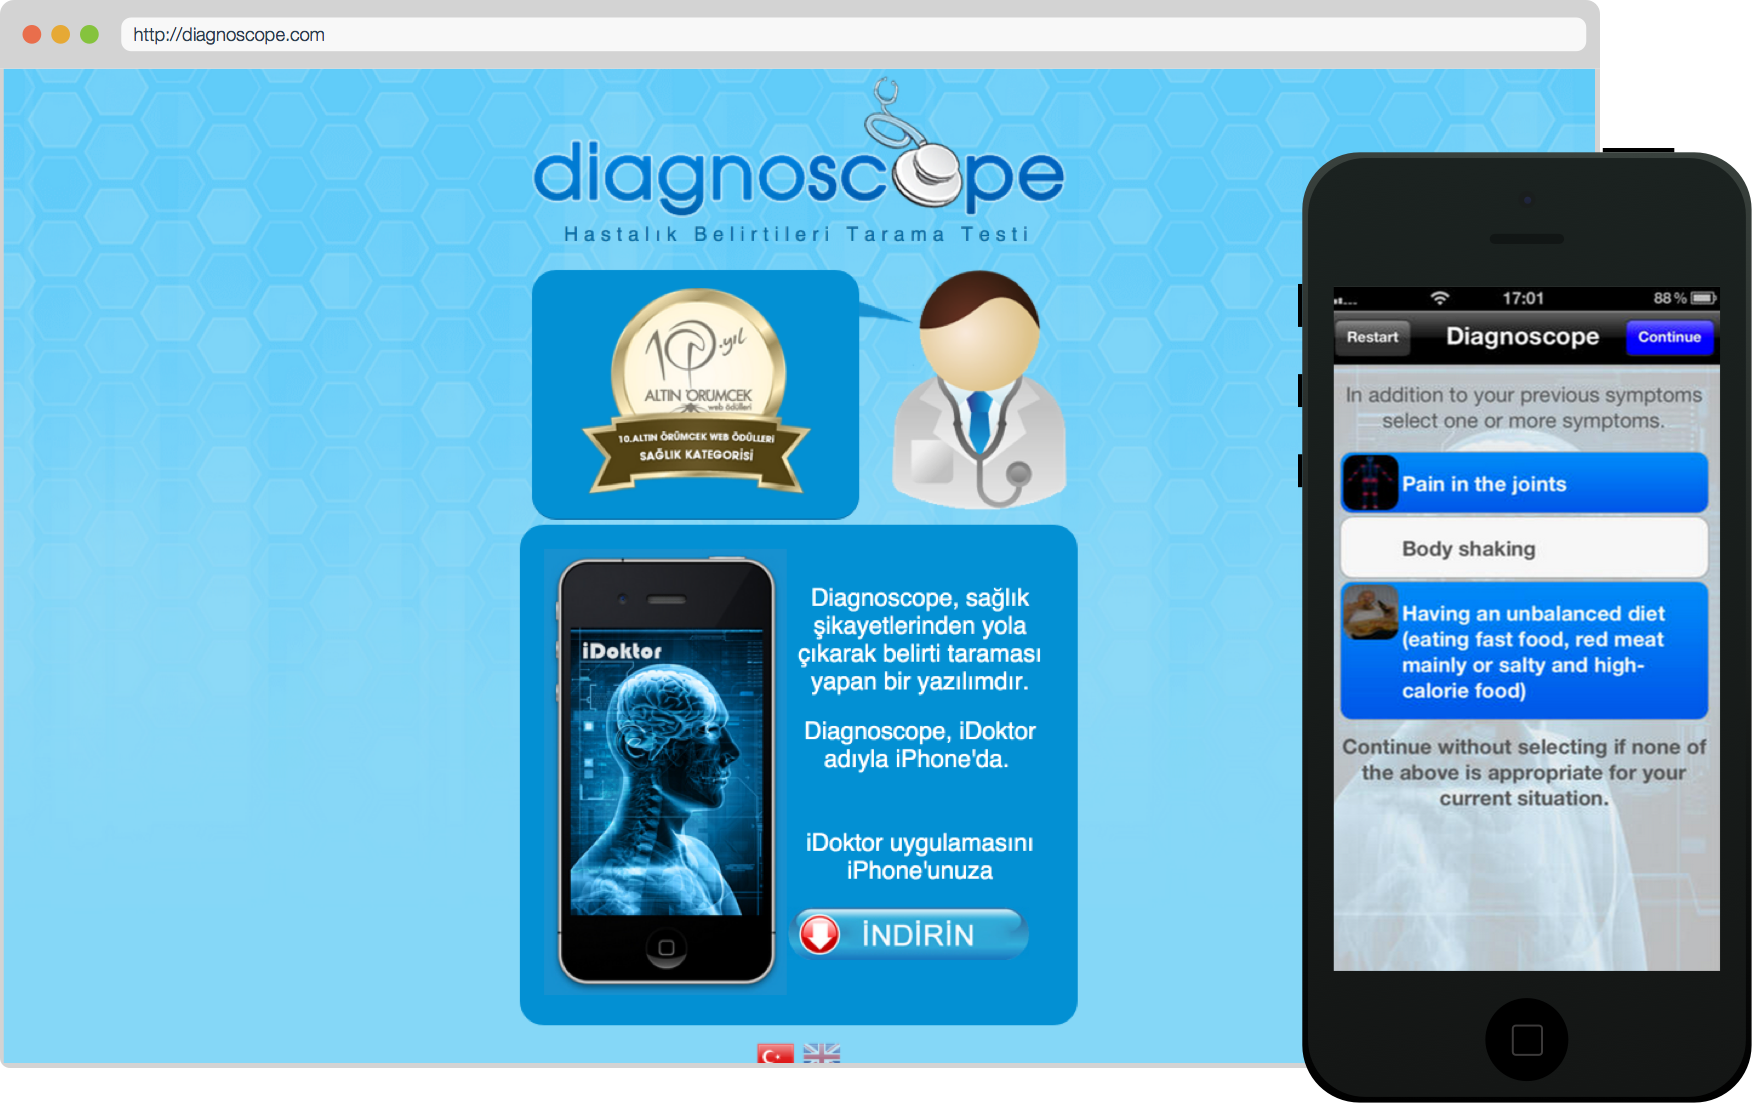 http://diagnoscope.com
diagnoscope
Hastalık Belirtileri Tarama Testi
10.yıl
ALTIN ÖRÜMCEK
web ödülleri
10.ALTIN ÖRÜMCEK WEB ÖDÜLLERİ
SAĞLIK KATEGORİSİ
iDoktor
Diagnoscope, sağlık
şikayetlerinden yola
çıkarak belirti taraması
yapan bir yazılımdır.
Diagnoscope, iDoktor
adıyla iPhone'da.
iDoktor uygulamasını
iPhone'unuza
İNDİRİN
17:01
88 %
Restart
Diagnoscope
Continue
In addition to your previous symptoms
select one or more symptoms.
Pain in the joints
Body shaking
Having an unbalanced diet
(eating fast food, red meat
mainly or salty and high-
calorie food)
Continue without selecting if none of
the above is appropriate for your
current situation.